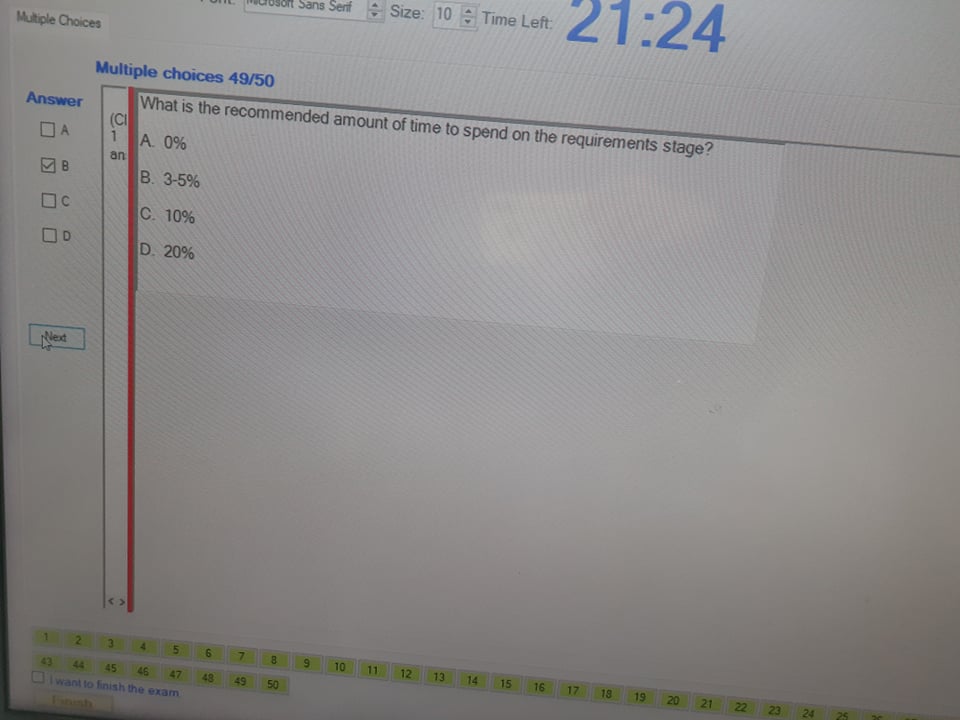 Multiple Choices
Microsoft Sans Serif Size: 10 Time Left: 21:24
Multiple choices 49/50
Answer
A
B
C
D
Next
(Cl
1
an
What is the recommended amount of time to spend on the requirements stage?
A. 0%
B. 3-5%
C. 10%
D. 20%
< >
1 2 3 4 5 6 7 8 9 10 11 12 13 14 15 16 17 18 19 20 21 22 23 24 25
43 44 45 46 47 48 49 50
I want to finish the exam
Finish